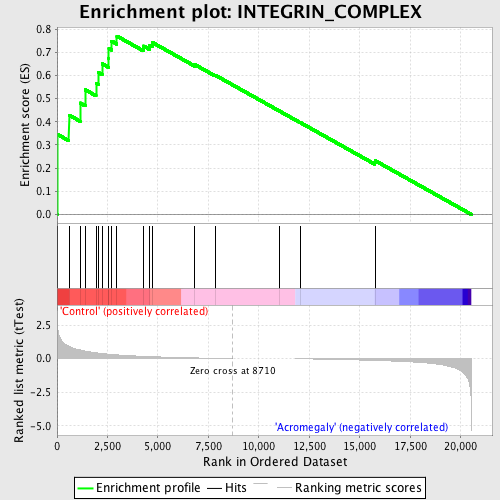 Enrichment plot: INTEGRIN_COMPLEX
Enrichment score (ES)
0.8
0.7
0.6
0.5
0.4
0.3
0.2
0.1
0.0
'Control' (positively correlated)
Ranked list metric (tTest)
2.5
0.0
-2.5
-5.0
Zero cross at 8710
'Acromegaly' (negatively correlated)
0
2,500
5,000
7,500
10,000
12,500
15,000
17,500
20,000
Rank in Ordered Dataset
Enrichment profile
Hits
Ranking metric scores